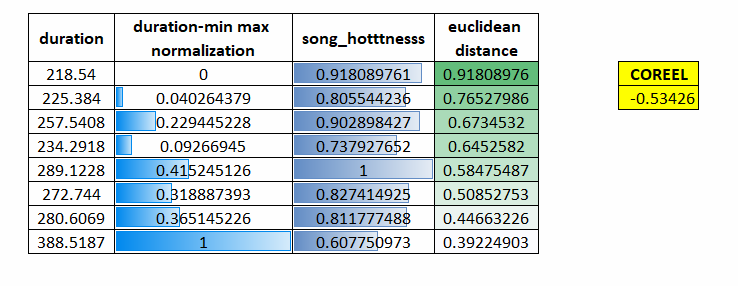 duration duration-min max normalization song_hotttnesss euclidean distance
218.54 0 0.918089761 0.91808976
225.384 0.040264379 0.805544236 0.76527986
257.5408 0.229445228 0.902898427 0.6734532
234.2918 0.09266945 0.737927652 0.6452582
289.1228 0.415245126 1 0.58475487
272.744 0.318887393 0.827414925 0.50852753
280.6069 0.365145226 0.811777488 0.44663226
388.5187 1 0.607750973 0.39224903
COREEL
-0.53426